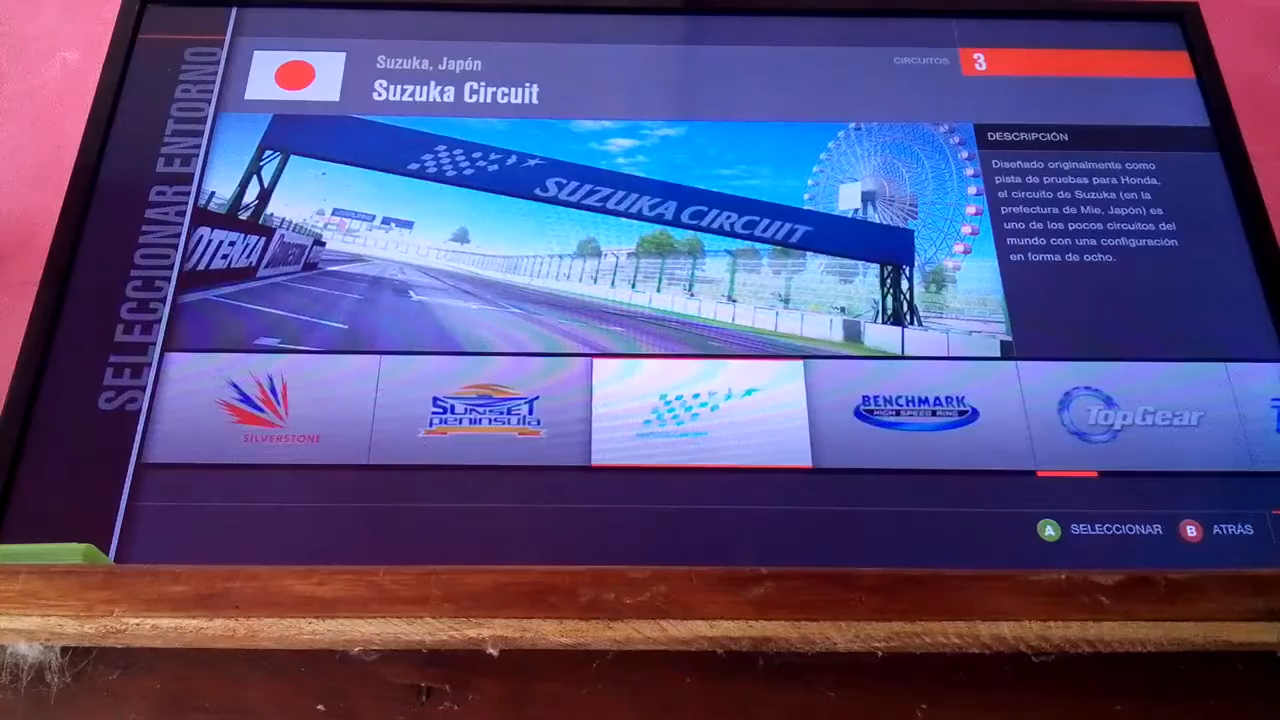 SELECCIONAR ENTORNO
Suzuka, Japón
Suzuka Circuit
CIRCUITOS 3
SUZUKA CIRCUIT
POTENZA
DESCRIPCIÓN
Diseñado originalmente como
pista de pruebas para Honda,
el circuito de Suzuka (en la
prefectura de Mie, Japón) es
uno de los pocos circuitos del
mundo con una configuración
en forma de ocho.
SILVERSTONE
SUNSET
peninsula
BENCHMARK
HIGH SPEED RING
TopGear
A SELECCIONAR B ATRÁS